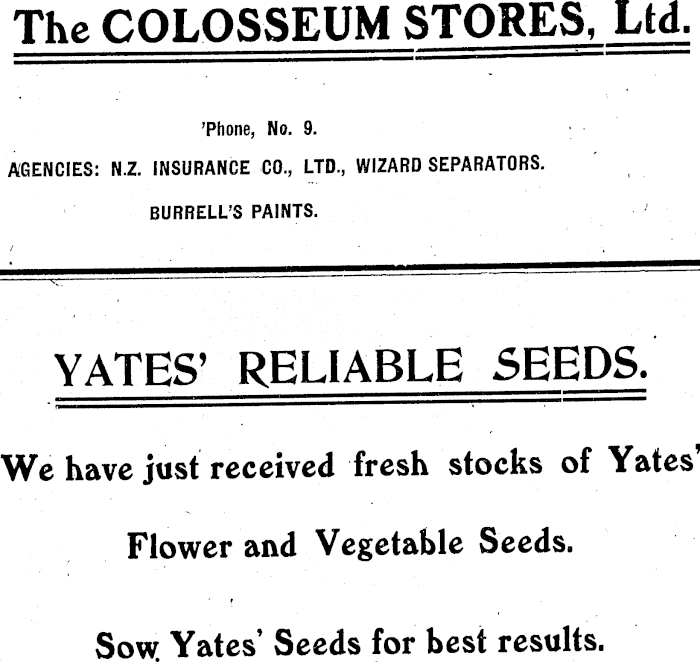 The COLOSSEUM STORES, Ltd.
'Phone, No. 9.
AGENCIES: N.Z. INSURANCE CO., LTD., WIZARD SEPARATORS.
BURRELL'S PAINTS.
YATES' RELIABLE SEEDS.
We have just received fresh stocks of Yates'
Flower and Vegetable Seeds.
Sow Yates' Seeds for best results.